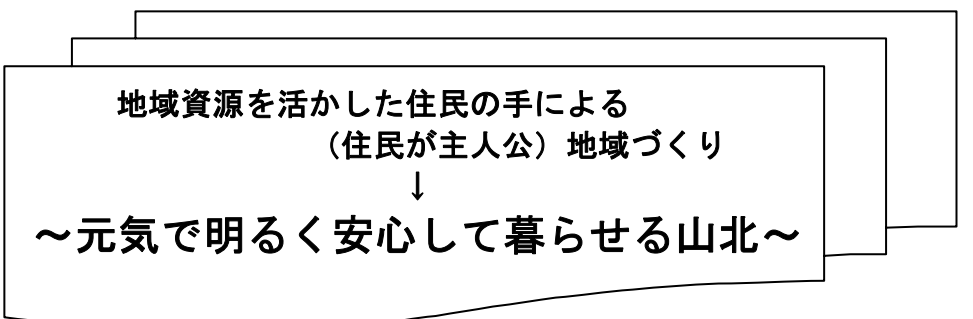 地域資源を活かした住民の手による
（住民が主人公）地域づくり
↓
～元気で明るく安心して暮らせる山北～